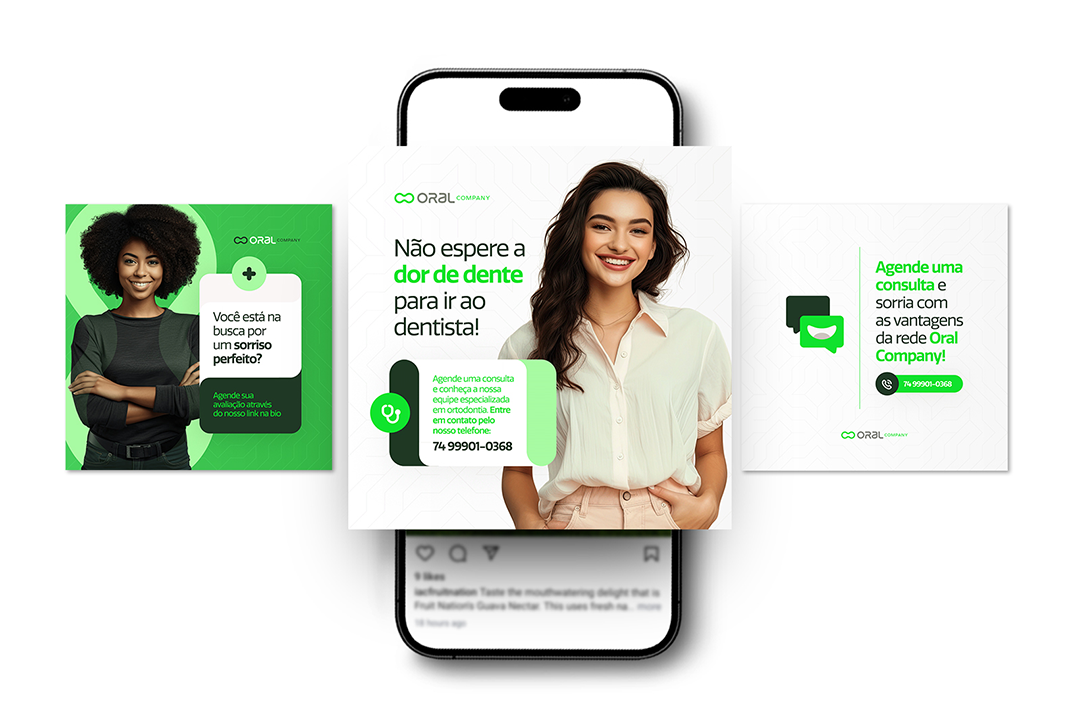 ORAL COMPANY
Você está na
busca por
um sorriso
perfeito?
Agende sua
avaliação através
do nosso link na bio
ORAL COMPANY
Não espere a
dor de dente
para ir ao
dentista!
Agende uma consulta
e conheça a nossa
equipe especializada
em ortodontia. Entre
em contato pelo
nosso telefone:
74 99901-0368
Agende uma
consulta e
sorria com
as vantagens
da rede Oral
Company!
74 99901-0368
ORAL COMPANY
9 likes
iacfruitnation Taste the mouthwatering delight that is
Fruit Nation's Guava Nectar. This uses fresh na... more
18 hours ago